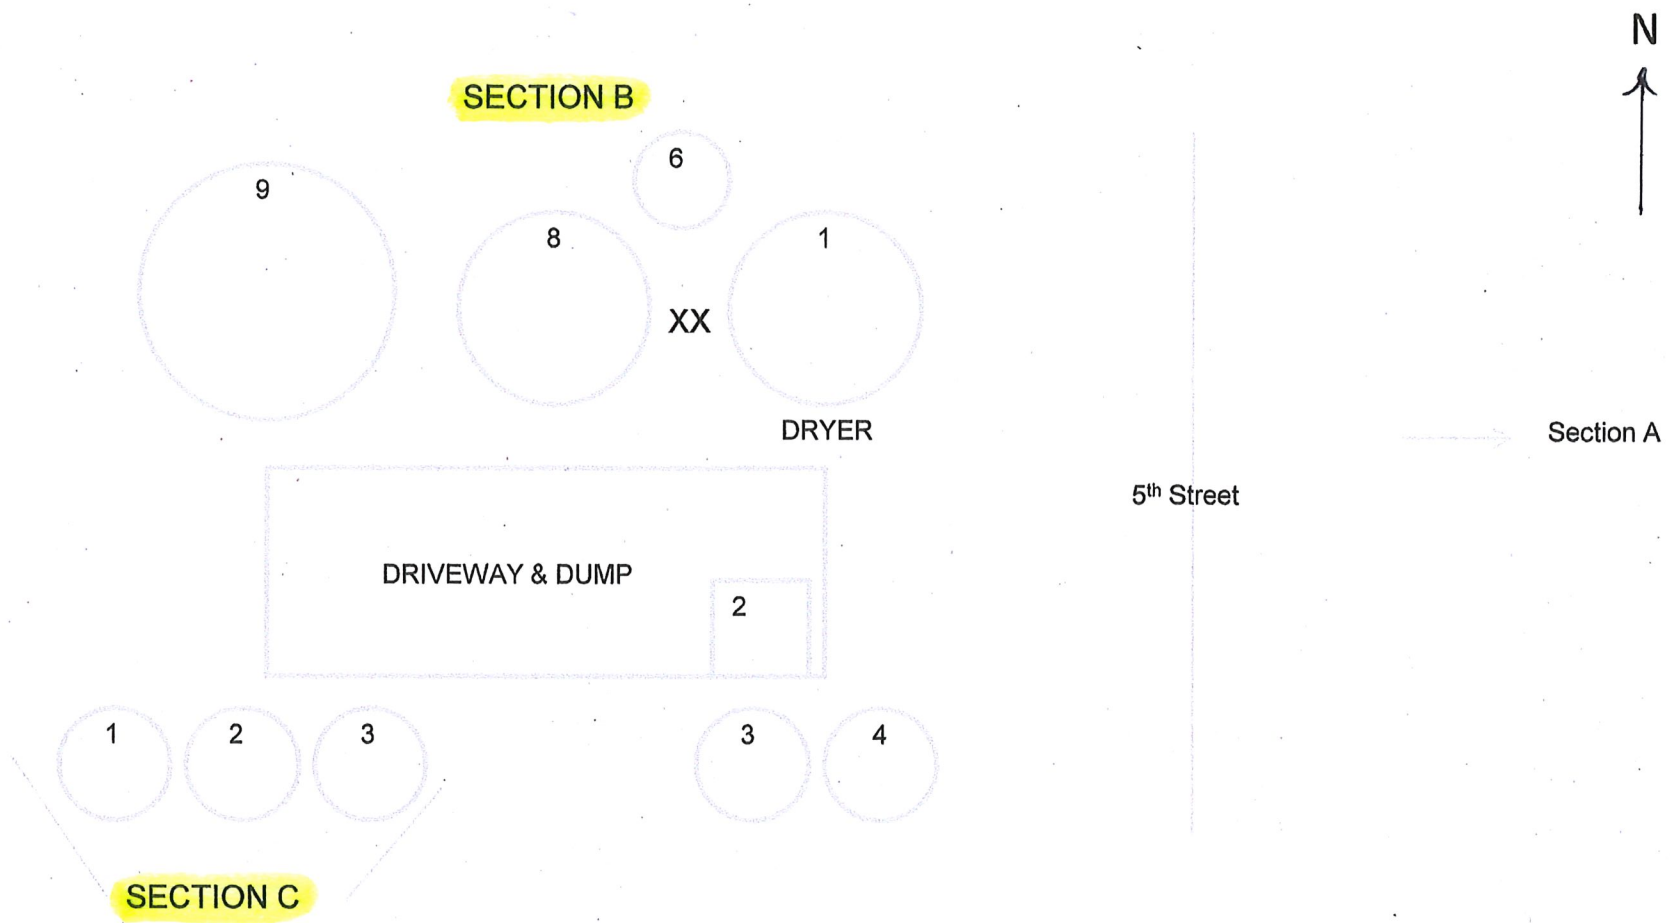 N
SECTION B
6
9
8
1
XX
DRYER
Section A
5th Street
DRIVEWAY & DUMP
2
1
2
3
3
4
SECTION C